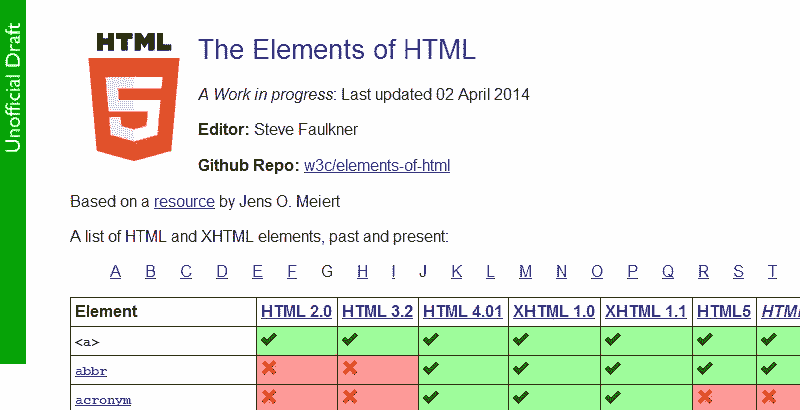 Unofficial Draft
HTML
5
The Elements of HTML
A Work in progress: Last updated 02 April 2014
Editor: Steve Faulkner
Github Repo: w3c/elements-of-html
Based on a resource by Jens O. Meiert
A list of HTML and XHTML elements, past and present:
A B C D E F G H I J K L M N O P Q R S T
Element HTML 2.0 HTML 3.2 HTML 4.01 XHTML 1.0 XHTML 1.1 HTML5
<a>
abbr
acronym